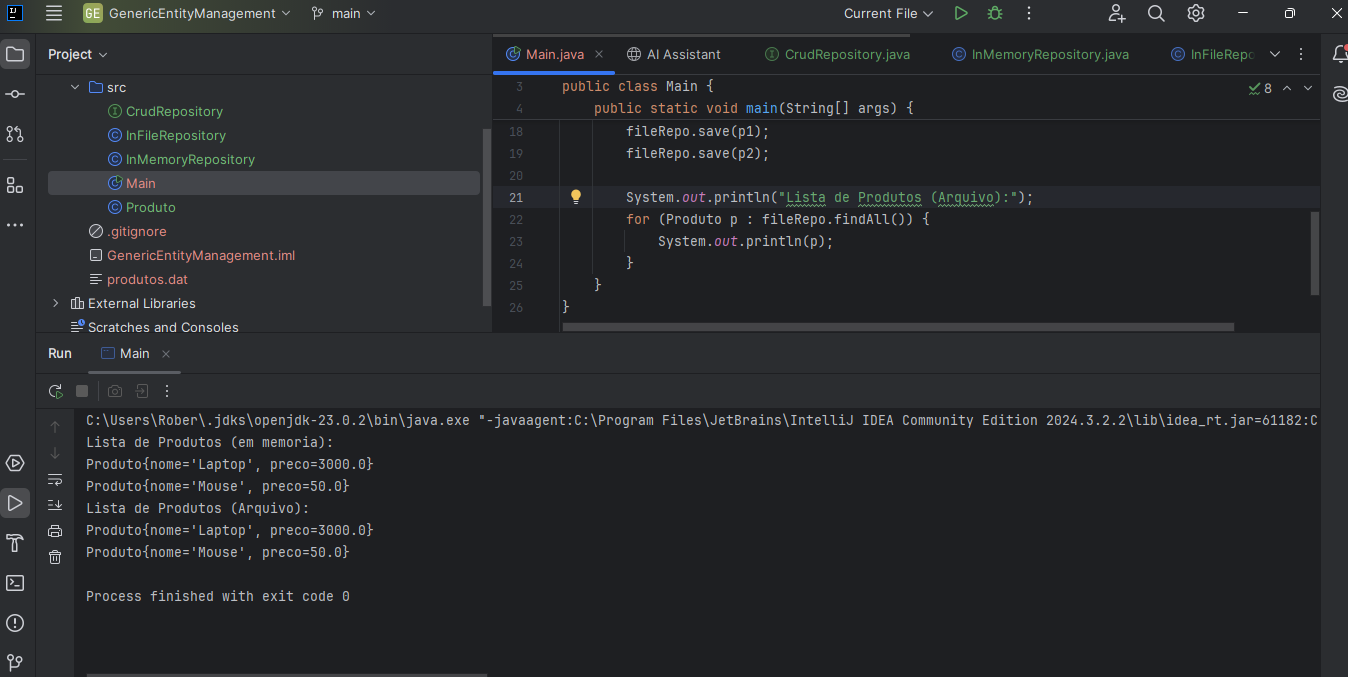 GE GenericEntityManagement main Current File
Project
Main.java AI Assistant CrudRepository.java InMemoryRepository.java InFileRepo
src
CrudRepository
InFileRepository
InMemoryRepository
Main
Produto
.gitignore
GenericEntityManagement.iml
produtos.dat
External Libraries
Scratches and Consoles
8
3 public class Main {
4 public static void main(String[] args) {
18 fileRepo.save(p1);
19 fileRepo.save(p2);
20
21 System.out.println("Lista de Produtos (Arquivo):");
22 for (Produto p : fileRepo.findAll()) {
23 System.out.println(p);
24 }
25 }
26 }
Run Main
C:\Users\Rober\.jdks\openjdk-23.0.2\bin\java.exe "-javaagent:C:\Program Files\JetBrains\IntelliJ IDEA Community Edition 2024.3.2.2\lib\idea_rt.jar=61182:C
Lista de Produtos (em memoria):
Produto{nome='Laptop', preco=3000.0}
Produto{nome='Mouse', preco=50.0}
Lista de Produtos (Arquivo):
Produto{nome='Laptop', preco=3000.0}
Produto{nome='Mouse', preco=50.0}
Process finished with exit code 0